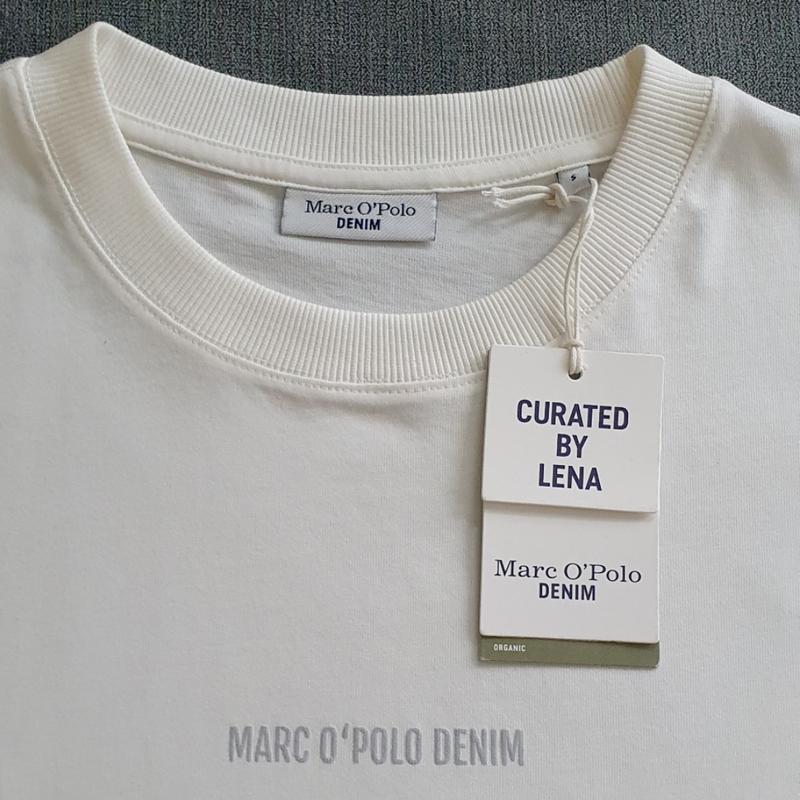 Marc O'Polo
DENIM
S
CURATED
BY
LENA
Marc O'Polo
DENIM
ORGANIC
MARC O‘POLO DENIM